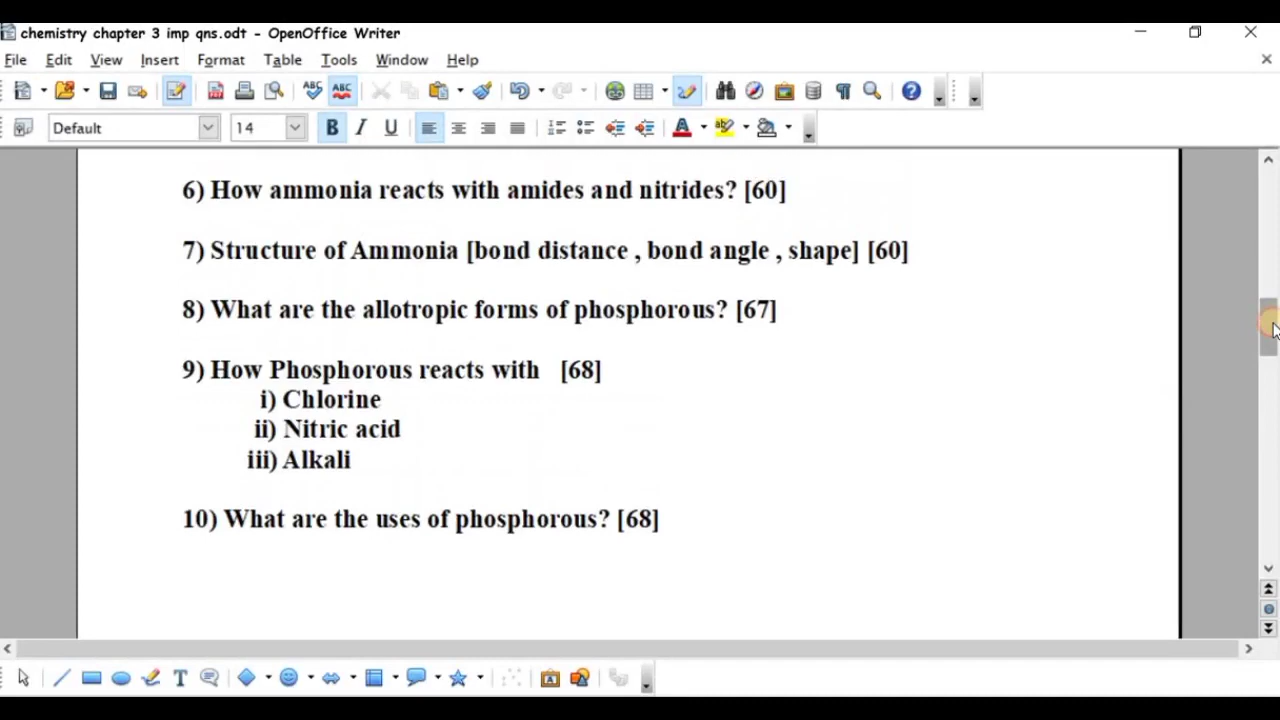 chemistry chapter 3 imp qns.odt - OpenOffice Writer
File Edit View Insert Format Table Tools Window Help
Default 14
6) How ammonia reacts with amides and nitrides? [60]
7) Structure of Ammonia [bond distance , bond angle , shape] [60]
8) What are the allotropic forms of phosphorous? [67]
9) How Phosphorous reacts with [68]
i) Chlorine
ii) Nitric acid
iii) Alkali
10) What are the uses of phosphorous? [68]